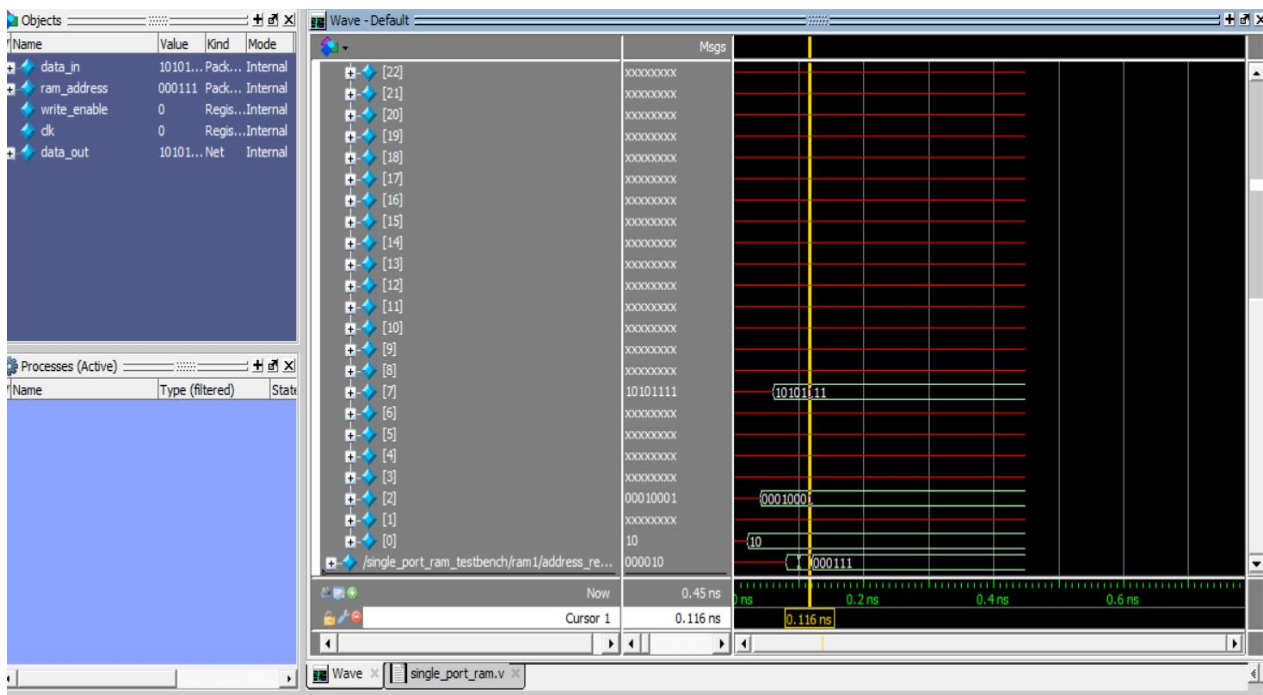 Objects
Name Value Kind Mode
data_in 10101... Pack... Internal
ram_address 000111 Pack... Internal
write_enable 0 Regis... Internal
clk 0 Regis... Internal
data_out 10101... Net Internal
Processes (Active)
Name Type (filtered) State
Wave - Default
Msgs
[22] xxxxxxxx
[21] xxxxxxxx
[20] xxxxxxxx
[19] xxxxxxxx
[18] xxxxxxxx
[17] xxxxxxxx
[16] xxxxxxxx
[15] xxxxxxxx
[14] xxxxxxxx
[13] xxxxxxxx
[12] xxxxxxxx
[11] xxxxxxxx
[10] xxxxxxxx
[9] xxxxxxxx
[8] xxxxxxxx
[7] 10101111 10101111
[6] xxxxxxxx
[5] xxxxxxxx
[4] xxxxxxxx
[3] xxxxxxxx
[2] 00010001 00010001
[1] xxxxxxxx
[0] 10 10
/single_port_ram_testbench/ram1/address_re... 000010 000111
Now 0.45 ns ns 0.2 ns 0.4 ns 0.6 ns
Cursor 1 0.116 ns 0.116 ns
Wave single_port_ram.v